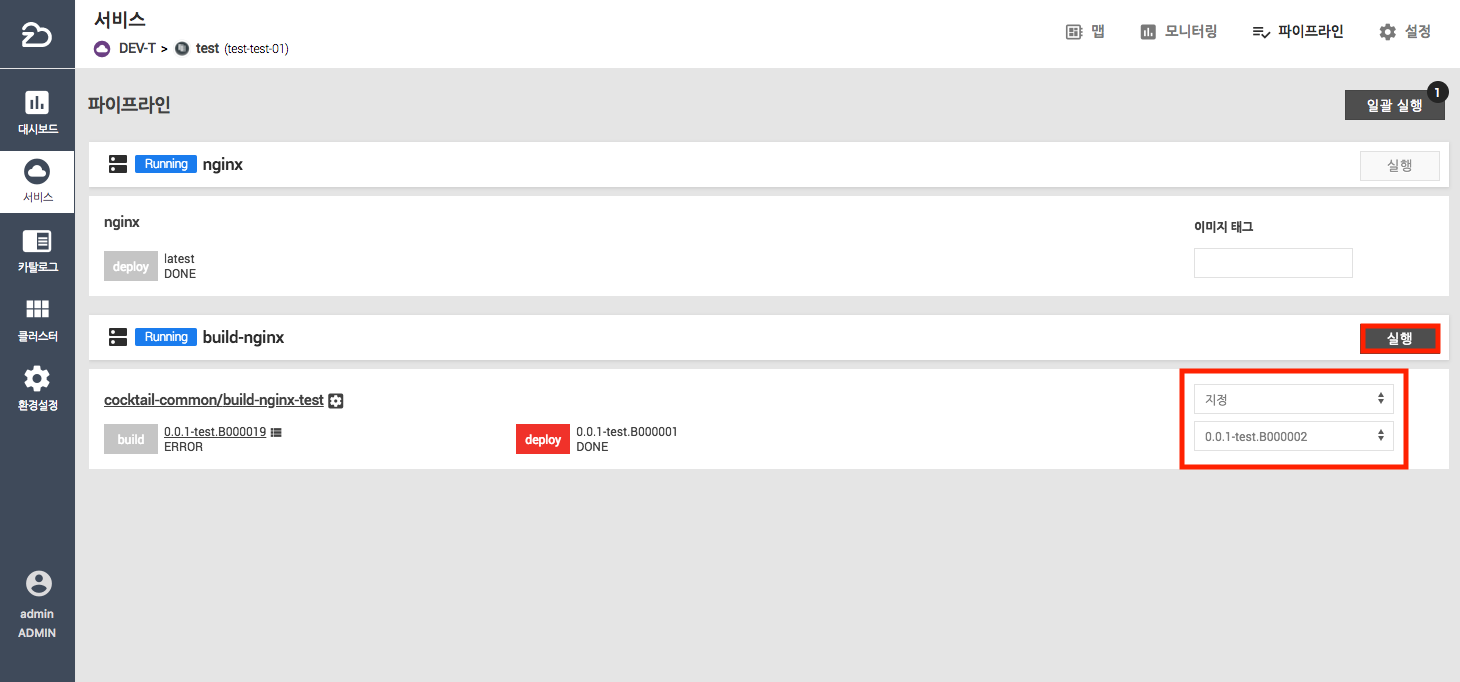 서비스
DEV-T > test (test-test-01)
맵
모니터링
파이프라인
설정
대시보드
서비스
카탈로그
클러스터
환경설정
admin
ADMIN
파이프라인
일괄 실행
1
Running nginx
실행
nginx
이미지 태그
deploy
latest
DONE
Running build-nginx
실행
cocktail-common/build-nginx-test
지정
build
0.0.1-test.B000019
ERROR
deploy
0.0.1-test.B000001
DONE
0.0.1-test.B000002